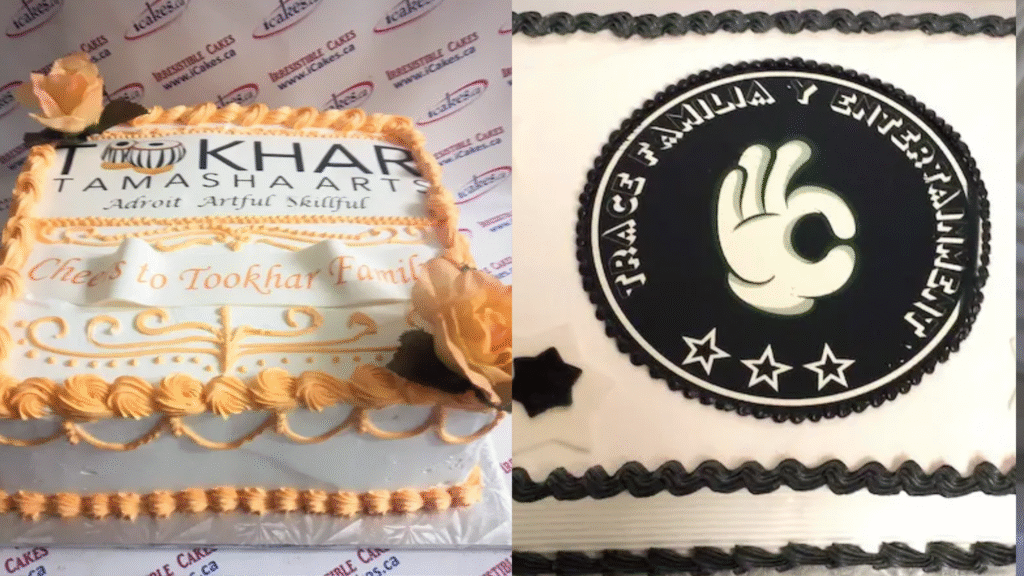 iCakes.ca
IRRESISTIBLE CAKES
www.iCakes.ca
TOOKHAR
TAMASHA ARTS
Adroit Artful Skillful
Cheers to Tookhar Family
TRACE FAMILIA Y ENTERTAINMENT